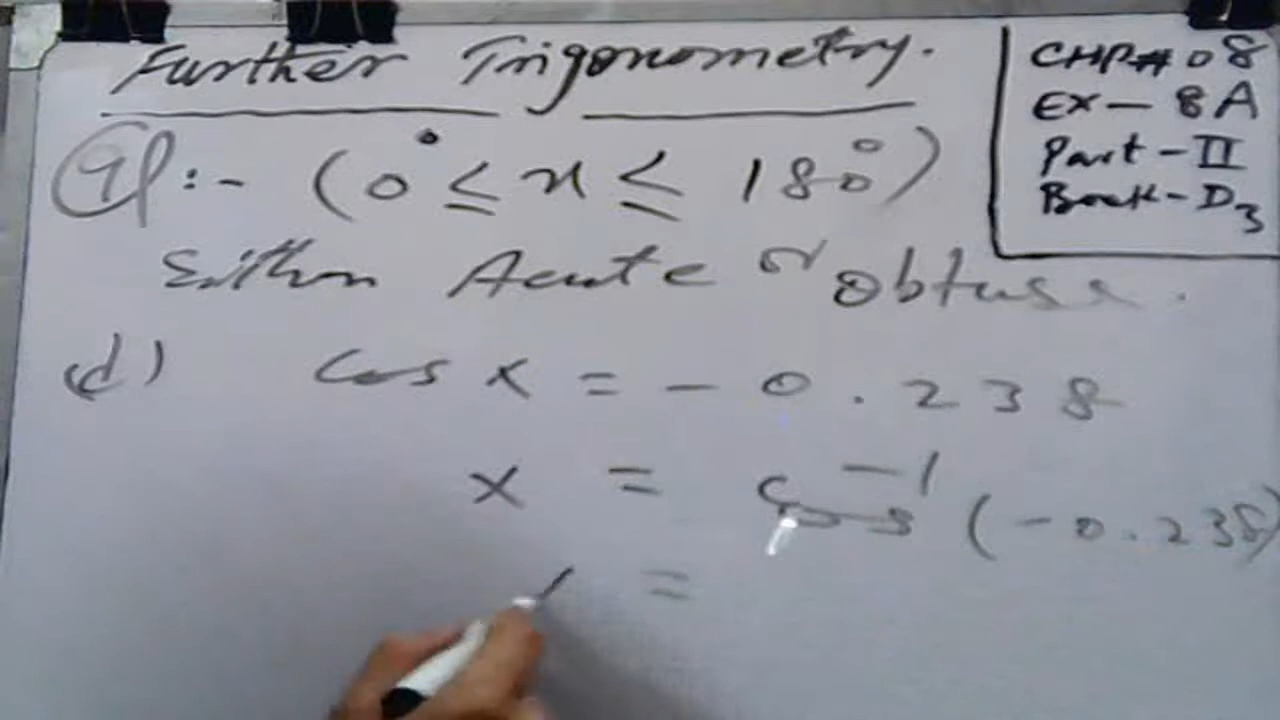 Further Trigonometry.
CHP# 08
EX - 8A
Part - II
Book - D3
9 :- (0° ≤ x ≤ 180°)
Either Acute or obtuse.
(d) Cos x = - 0.238
x = cos⁻¹ (-0.238)
=